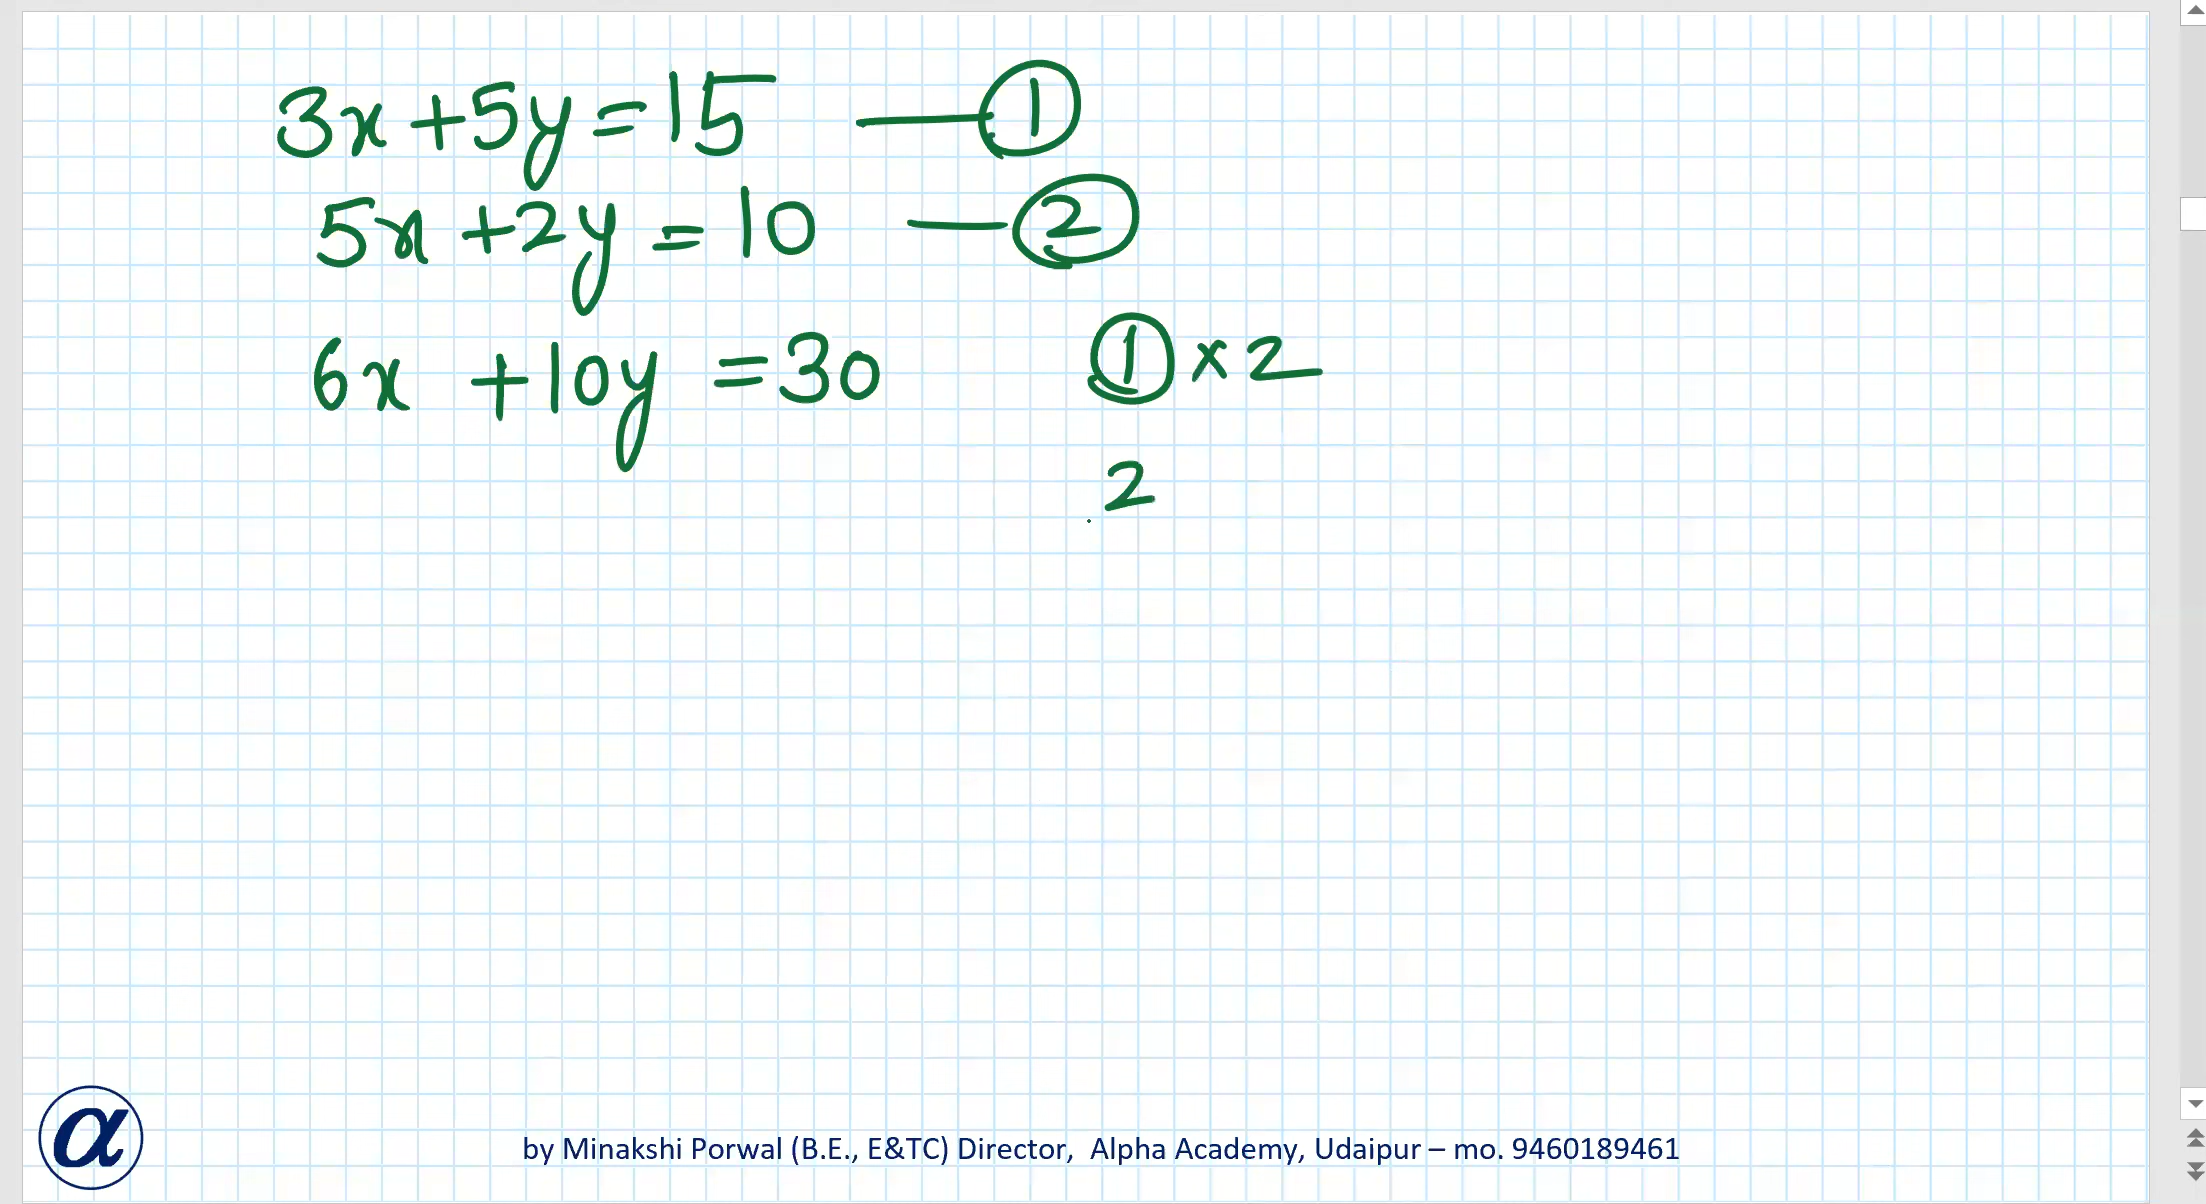 3x + 5y = 15 — ①
5x + 2y = 10 — ②
6x + 10y = 30 ① × 2
2
α
by Minakshi Porwal (B.E., E&TC) Director, Alpha Academy, Udaipur – mo. 9460189461